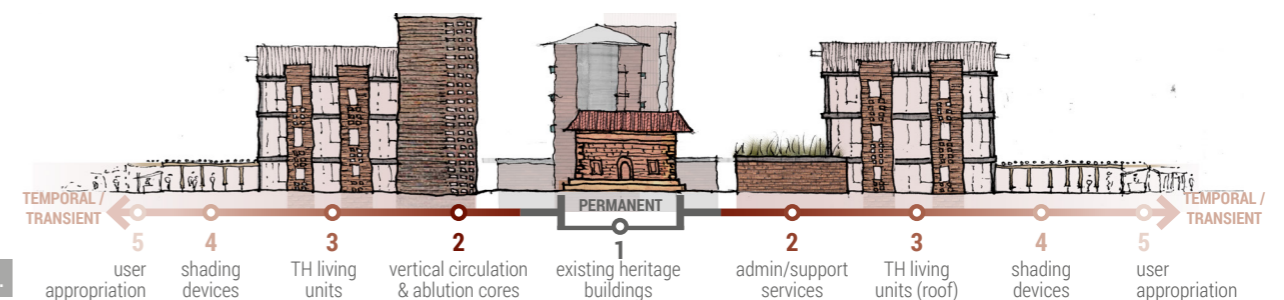 TEMPORAL /
TRANSIENT
PERMANENT
TEMPORAL /
TRANSIENT
5
4
3
2
1
2
3
4
5
user
appropriation
shading
devices
TH living
units
vertical circulation
& ablution cores
existing heritage
buildings
admin/support
services
TH living
units (roof)
shading
devices
user
appropriation